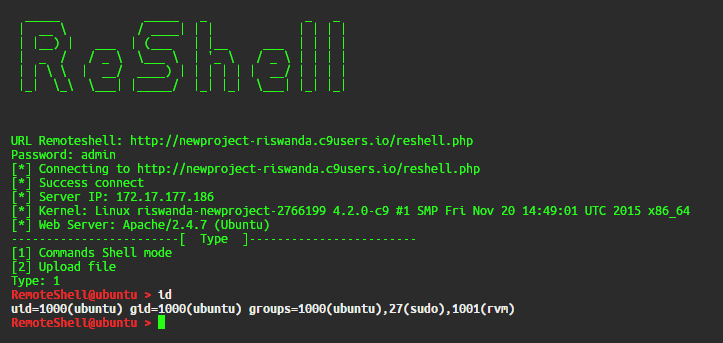 ReShell
URL Remoteshell: http://newproject-riswanda.c9users.io/reshell.php
Password: admin
[*] Connecting to http://newproject-riswanda.c9users.io/reshell.php
[*] Success connect
[*] Server IP: 172.17.177.186
[*] Kernel: Linux riswanda-newproject-2766199 4.2.0-c9 #1 SMP Fri Nov 20 14:49:01 UTC 2015 x86_64
[*] Web Server: Apache/2.4.7 (Ubuntu)
------------------------[  Type  ]------------------------
[1] Commands Shell mode
[2] Upload file
Type: 1
RemoteShell@ubuntu > id
uid=1000(ubuntu) gid=1000(ubuntu) groups=1000(ubuntu),27(sudo),1001(rvm)
RemoteShell@ubuntu >